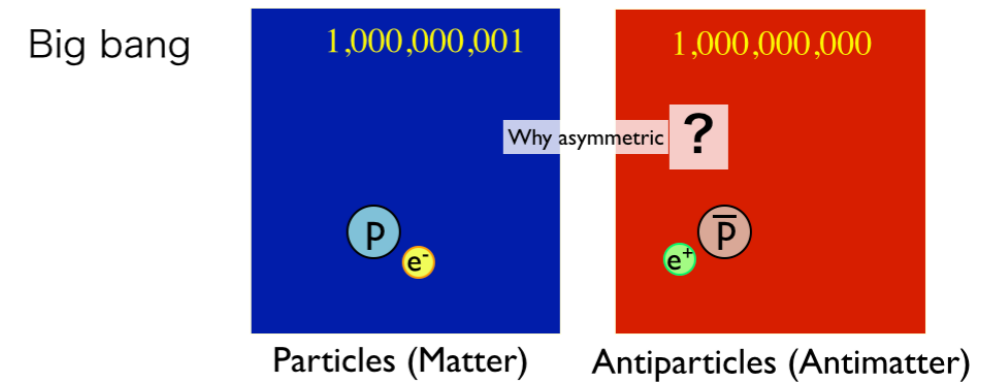 Big bang
1,000,000,001
1,000,000,000
Why asymmetric
?
p
e⁻
p̅
e⁺
Particles (Matter)
Antiparticles (Antimatter)